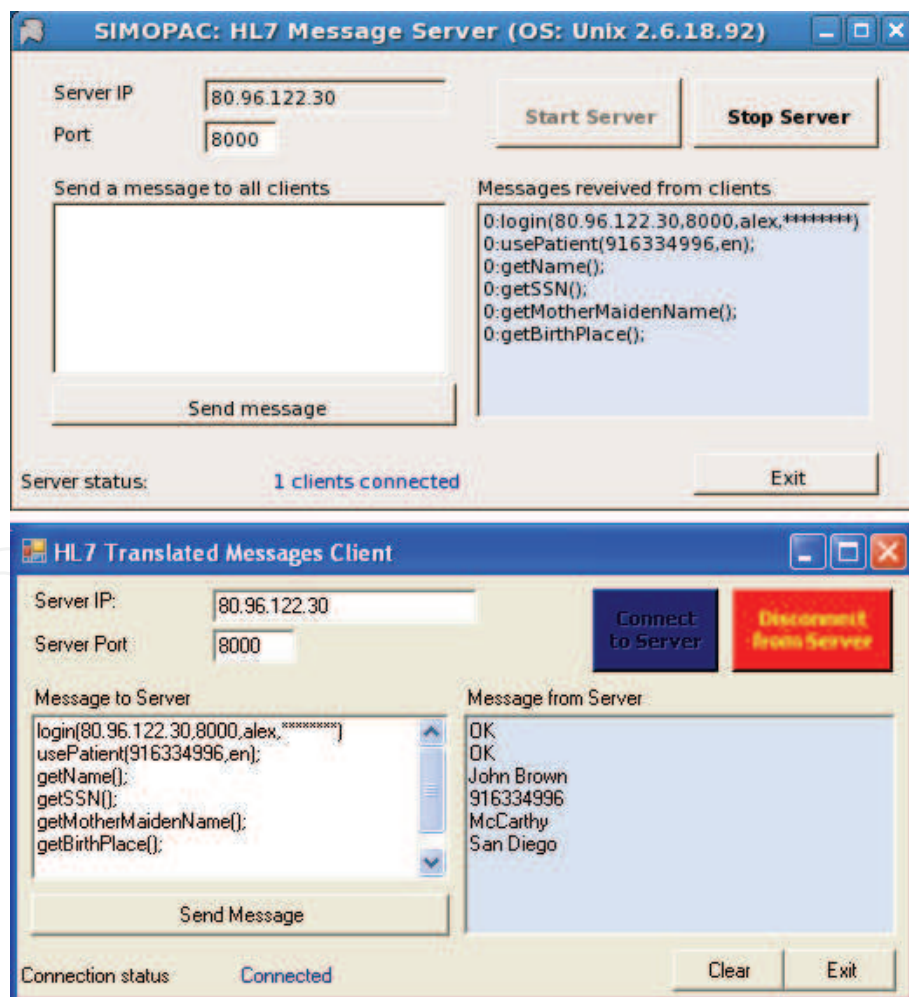 SIMOPAC: HL7 Message Server (OS: Unix 2.6.18.92)
Server IP 80.96.122.30
Port 8000
Start Server Stop Server
Send a message to all clients
Messages reveived from clients
0:login(80.96.122.30,8000,alex,********)
0:usePatient(916334996,en);
0:getName();
0:getSSN();
0:getMotherMaidenName();
0:getBirthPlace();
Send message
Server status: 1 clients connected
Exit
HL7 Translated Messages Client
Server IP: 80.96.122.30
Server Port 8000
Connect
to Server
Disconnect
from Server
Message to Server
login(80.96.122.30,8000,alex,********)
usePatient(916334996,en);
getName();
getSSN();
getMotherMaidenName();
getBirthPlace();
Message from Server
OK
OK
John Brown
916334996
McCarthy
San Diego
Send Message
Connection status Connected
Clear Exit